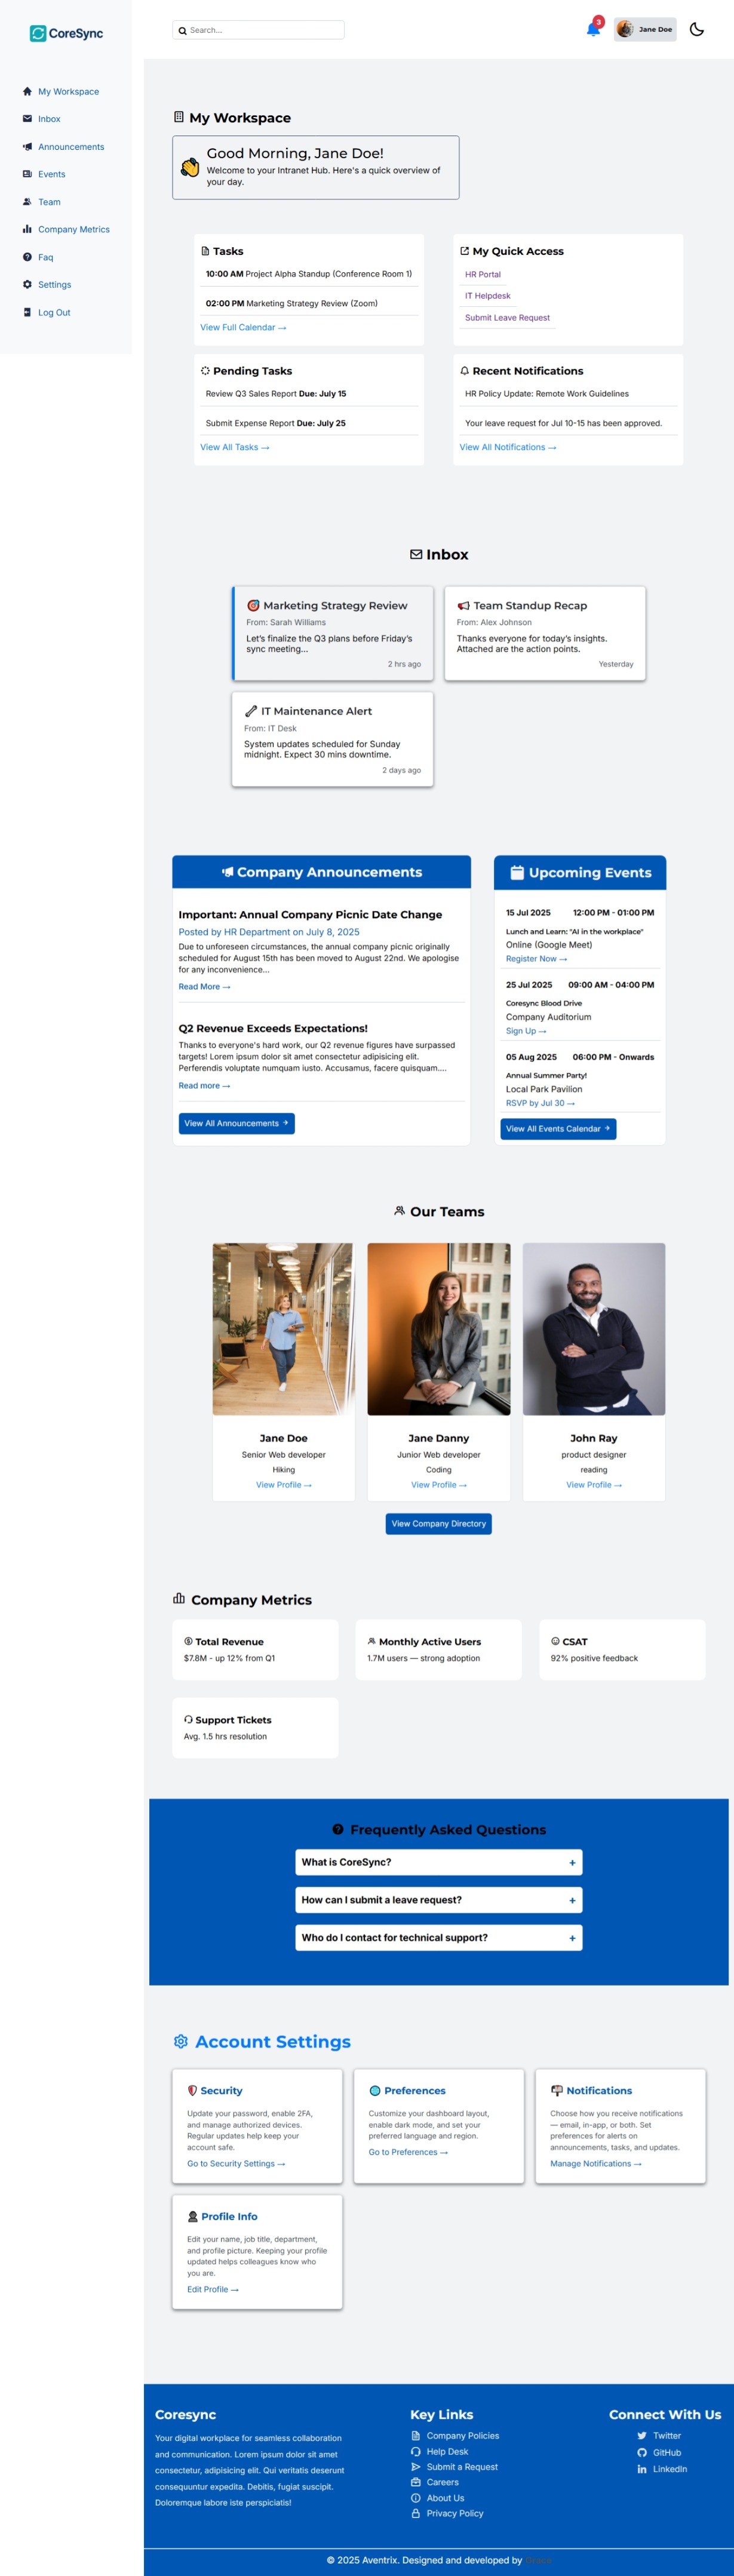 CoreSync
My Workspace
Inbox
Announcements
Events
Team
Company Metrics
Faq
Settings
Log Out
Search...
3
Jane Doe
My Workspace
Good Morning, Jane Doe!
Welcome to your Intranet Hub. Here's a quick overview of
your day.
Tasks
10:00 AM Project Alpha Standup (Conference Room 1)
02:00 PM Marketing Strategy Review (Zoom)
View Full Calendar →
My Quick Access
HR Portal
IT Helpdesk
Submit Leave Request
Pending Tasks
Review Q3 Sales Report Due: July 15
Submit Expense Report Due: July 25
View All Tasks →
Recent Notifications
HR Policy Update: Remote Work Guidelines
Your leave request for Jul 10-15 has been approved.
View All Notifications →
Inbox
Marketing Strategy Review
From: Sarah Williams
Let's finalize the Q3 plans before Friday's
sync meeting...
2 hrs ago
Team Standup Recap
From: Alex Johnson
Thanks everyone for today's insights.
Attached are the action points.
Yesterday
IT Maintenance Alert
From: IT Desk
System updates scheduled for Sunday
midnight. Expect 30 mins downtime.
2 days ago
Company Announcements
Important: Annual Company Picnic Date Change
Posted by HR Department on July 8, 2025
Due to unforeseen circumstances, the annual company picnic originally
scheduled for August 15th has been moved to August 22nd. We apologise
for any inconvenience...
Read More →
Q2 Revenue Exceeds Expectations!
Thanks to everyone's hard work, our Q2 revenue figures have surpassed
targets! Lorem ipsum dolor sit amet consectetur adipisicing elit.
Perferendis voluptate numquam iusto. Accusamus, facere quisquam....
Read more →
View All Announcements →
Upcoming Events
15 Jul 2025 12:00 PM - 01:00 PM
Lunch and Learn: "AI in the workplace"
Online (Google Meet)
Register Now →
25 Jul 2025 09:00 AM - 04:00 PM
Coresync Blood Drive
Company Auditorium
Sign Up →
05 Aug 2025 06:00 PM - Onwards
Annual Summer Party!
Local Park Pavilion
RSVP by Jul 30 →
View All Events Calendar →
Our Teams
Jane Doe
Senior Web developer
Hiking
View Profile →
Jane Danny
Junior Web developer
Coding
View Profile →
John Ray
product designer
reading
View Profile →
View Company Directory
Company Metrics
Total Revenue
$7.8M - up 12% from Q1
Monthly Active Users
1.7M users — strong adoption
CSAT
92% positive feedback
Support Tickets
Avg. 1.5 hrs resolution
Frequently Asked Questions
What is CoreSync? +
How can I submit a leave request? +
Who do I contact for technical support? +
Account Settings
Security
Update your password, enable 2FA,
and manage authorized devices.
Regular updates help keep your
account safe.
Go to Security Settings →
Preferences
Customize your dashboard layout,
enable dark mode, and set your
preferred language and region.
Go to Preferences →
Notifications
Choose how you receive notifications
— email, in-app, or both. Set
preferences for alerts on
announcements, tasks, and updates.
Manage Notifications →
Profile Info
Edit your name, job title, department,
and profile picture. Keeping your profile
updated helps colleagues know who
you are.
Edit Profile →
Coresync
Your digital workplace for seamless collaboration
and communication. Lorem ipsum dolor sit amet
consectetur, adipisicing elit. Qui veritatis deserunt
consequuntur expedita. Debitis, fugiat suscipit.
Doloremque labore iste perspiciatis!
Key Links
Company Policies
Help Desk
Submit a Request
Careers
About Us
Privacy Policy
Connect With Us
Twitter
GitHub
LinkedIn
© 2025 Aventrix. Designed and developed by